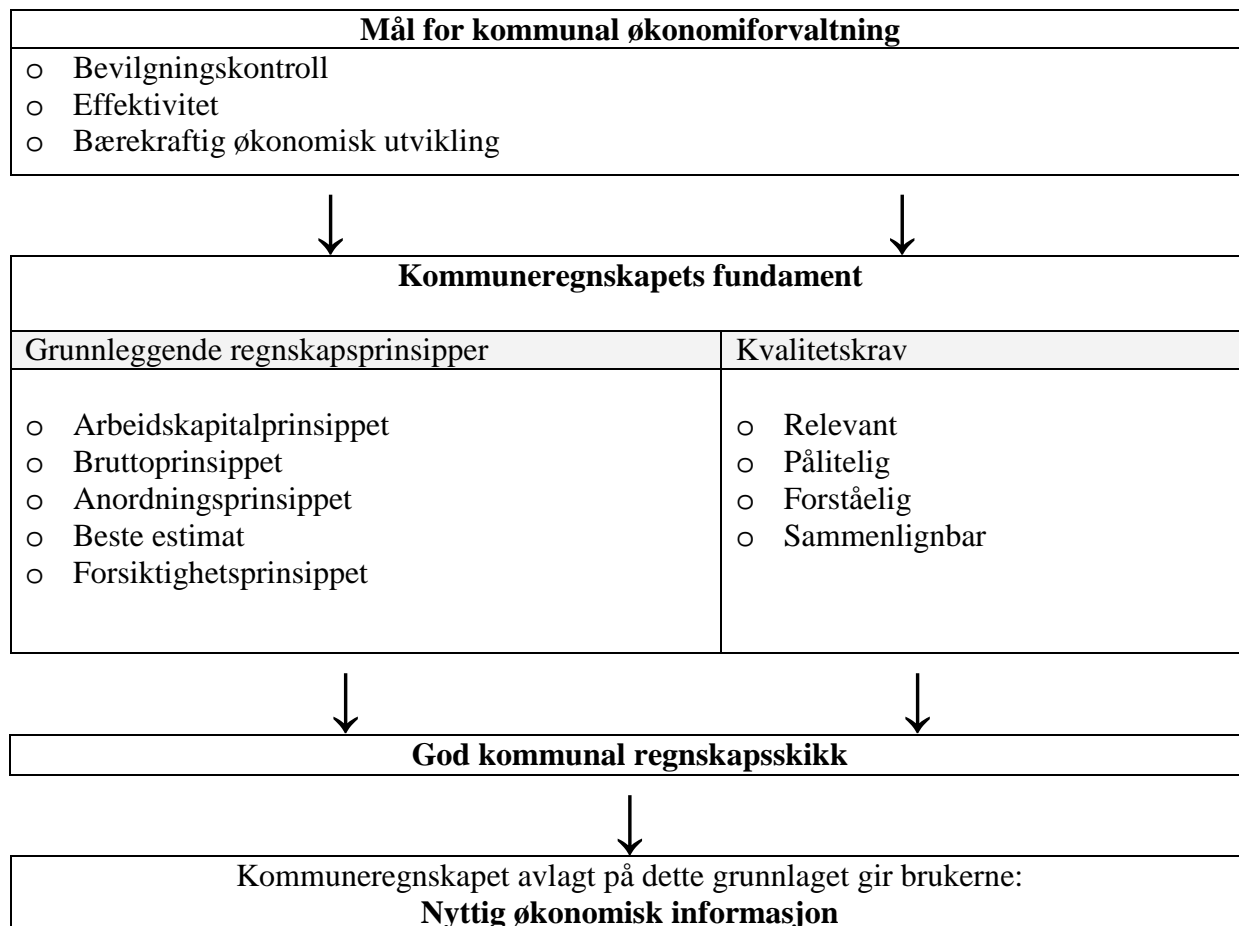 Mål for kommunal økonomiforvaltning
o Bevilgningskontroll
o Effektivitet
o Bærekraftig økonomisk utvikling
Kommuneregnskapets fundament
Grunnleggende regnskapsprinsipper
Kvalitetskrav
o Arbeidskapitalprinsippet
o Bruttoprinsippet
o Anordningsprinsippet
o Beste estimat
o Forsiktighetsprinsippet
o Relevant
o Pålitelig
o Forståelig
o Sammenlignbar
God kommunal regnskapsskikk
Kommuneregnskapet avlagt på dette grunnlaget gir brukerne:
Nyttig økonomisk informasjon